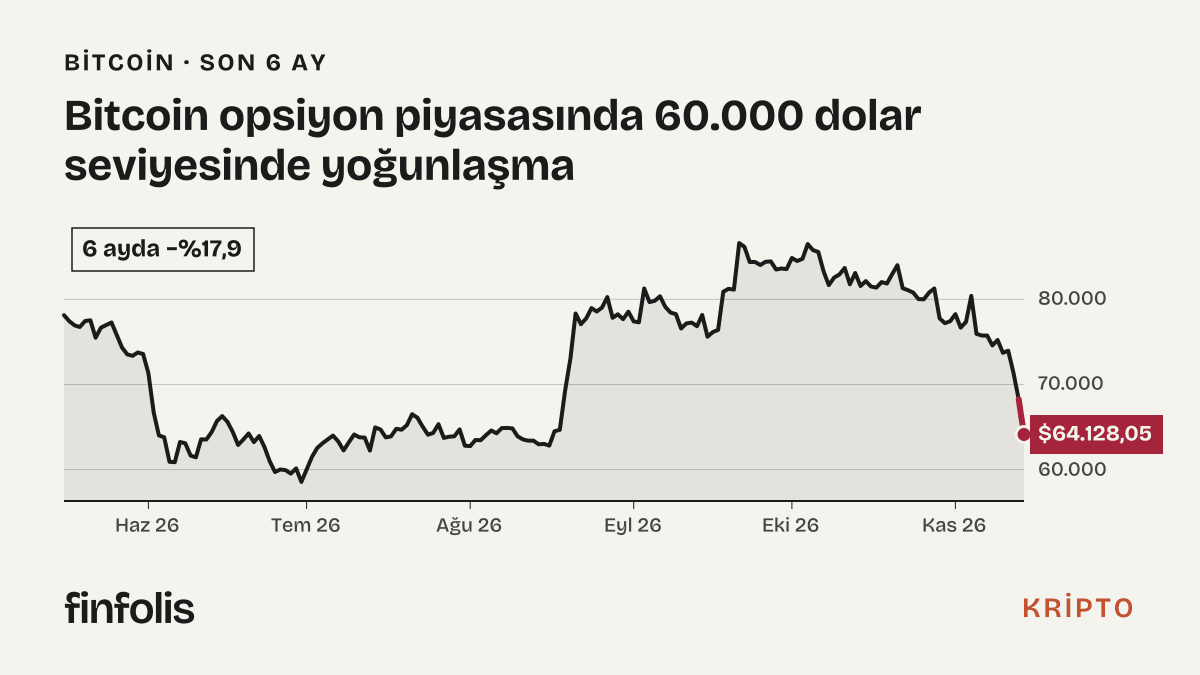 BİTCOİN · SON 6 AY
Bitcoin opsiyon piyasasında 60.000 dolar
seviyesinde yoğunlaşma
6 ayda −%17,9
80.000
70.000
$64.128,05
60.000
Haz 26 Tem 26 Ağu 26 Eyl 26 Eki 26 Kas 26
finfolis
KRİPTO